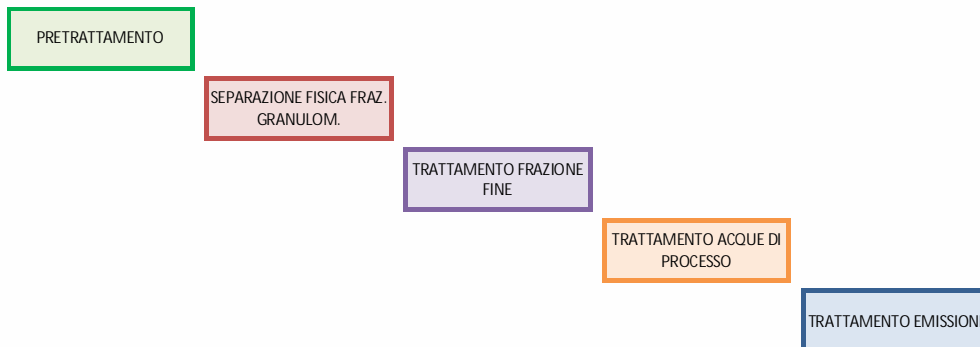 PRETRATTAMENTO
SEPARAZIONE FISICA FRAZ.
GRANULOM.
TRATTAMENTO FRAZIONE
FINE
TRATTAMENTO ACQUE DI
PROCESSO
TRATTAMENTO EMISSIONI